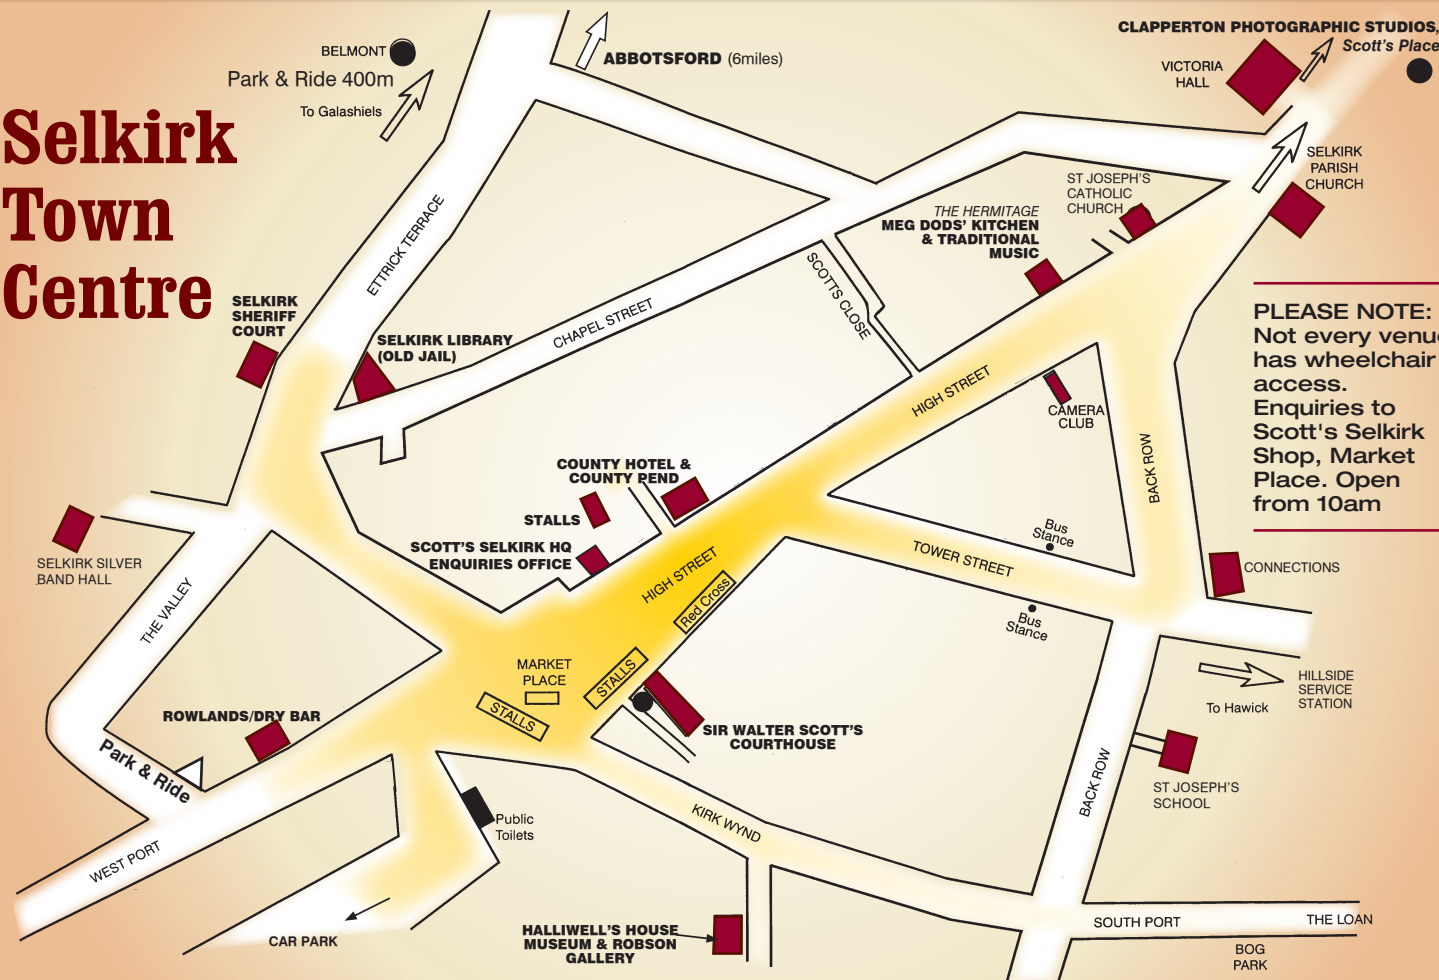 Selkirk
Town
Centre
BELMONT
Park & Ride 400m
To Galashiels
ABBOTSFORD (6miles)
CLAPPERTON PHOTOGRAPHIC STUDIOS,
Scott's Place
VICTORIA
HALL
SELKIRK
PARISH
CHURCH
ST JOSEPH'S
CATHOLIC
CHURCH
THE HERMITAGE
MEG DODS' KITCHEN
& TRADITIONAL
MUSIC
ETTRICK TERRACE
SCOTTS CLOSE
SELKIRK
SHERIFF
COURT
SELKIRK LIBRARY
(OLD JAIL)
CHAPEL STREET
HIGH STREET
CAMERA
CLUB
BACK ROW
PLEASE NOTE:
Not every venue
has wheelchair
access.
Enquiries to
Scott's Selkirk
Shop, Market
Place. Open
from 10am
COUNTY HOTEL &
COUNTY PEND
STALLS
SCOTT'S SELKIRK HQ
ENQUIRIES OFFICE
HIGH STREET
Red Cross
TOWER STREET
Bus
Stance
Bus
Stance
CONNECTIONS
SELKIRK SILVER
BAND HALL
THE VALLEY
MARKET
PLACE
STALLS
STALLS
SIR WALTER SCOTT'S
COURTHOUSE
HILLSIDE
SERVICE
STATION
To Hawick
ROWLANDS/DRY BAR
Park & Ride
WEST PORT
Public
Toilets
KIRK WYND
BACK ROW
ST JOSEPH'S
SCHOOL
CAR PARK
HALLIWELL'S HOUSE
MUSEUM & ROBSON
GALLERY
SOUTH PORT
THE LOAN
BOG
PARK